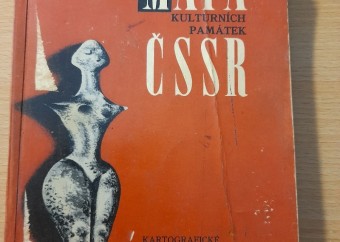 MAPA
KULTURNÍCH
PAMÁTEK
ČSSR
KARTOGRAFICKÉ